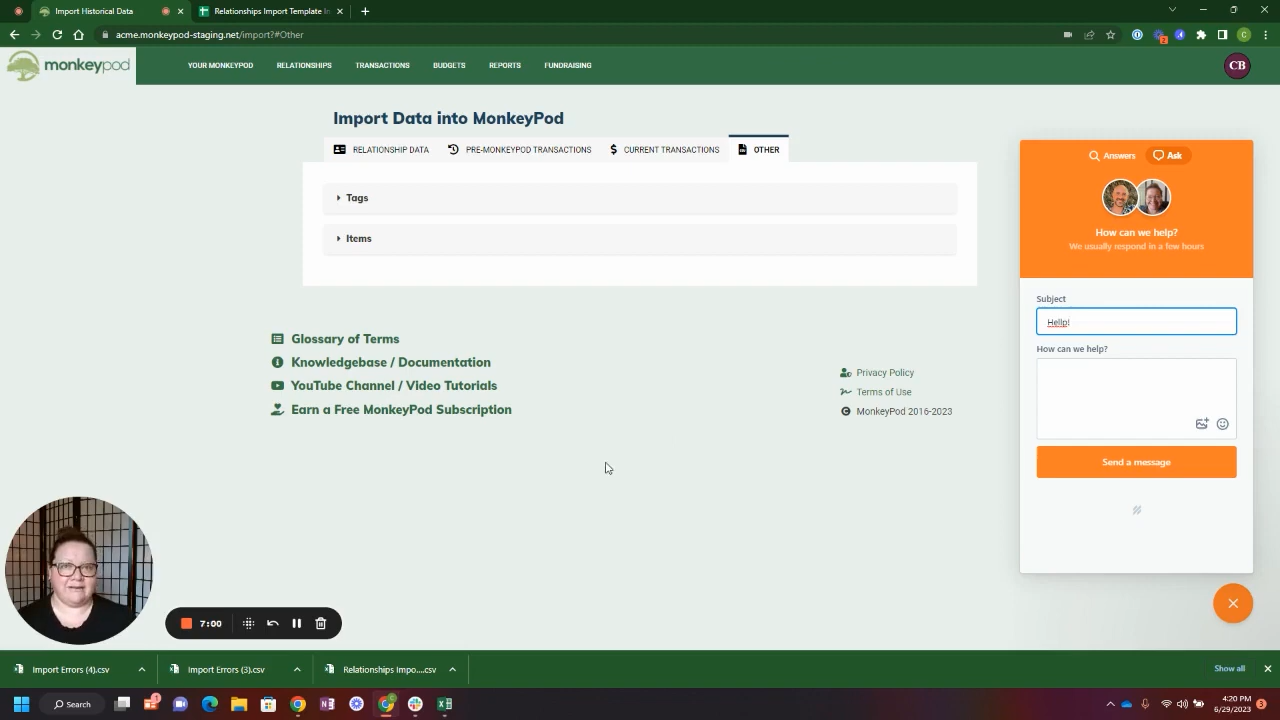 Import Historical Data
Relationships Import Template In
acme.monkeypod-staging.net/import?#Other
monkeypod
YOUR MONKEYPOD
RELATIONSHIPS
TRANSACTIONS
BUDGETS
REPORTS
FUNDRAISING
CB
Import Data into MonkeyPod
RELATIONSHIP DATA
PRE-MONKEYPOD TRANSACTIONS
CURRENT TRANSACTIONS
OTHER
Tags
Items
Glossary of Terms
Knowledgebase / Documentation
YouTube Channel / Video Tutorials
Earn a Free MonkeyPod Subscription
Privacy Policy
Terms of Use
MonkeyPod 2016-2023
Answers
Ask
How can we help?
We usually respond in a few hours
Subject
Hellp!
How can we help?
Send a message
7:00
Import Errors (4).csv
Import Errors (3).csv
Relationships Impo....csv
Show all
Search
4:20 PM
6/29/2023